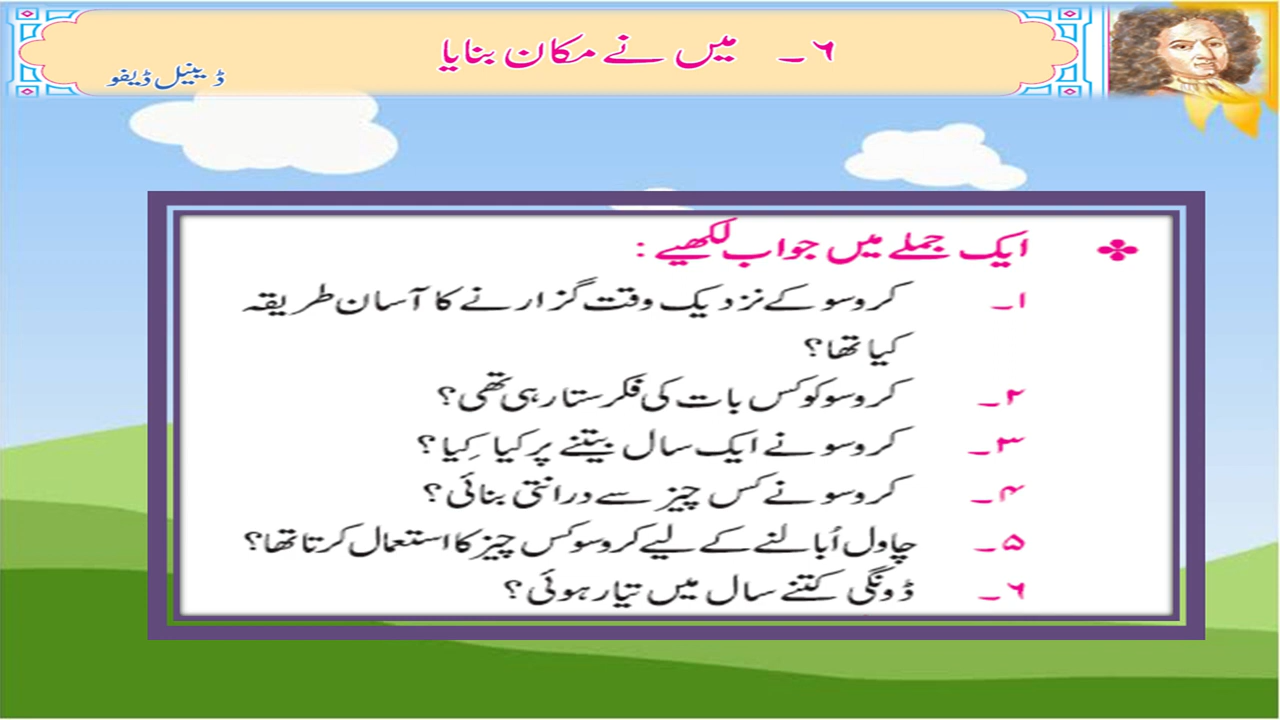 ۶۔ میں نے مکان بنایا
ڈینیل ڈیفو
ایک جملے میں جواب لکھیے :
۱۔ کروسو کے نزدیک وقت گزارنے کا آسان طریقہ
کیا تھا؟
۲۔ کروسو کو کس بات کی فکر ستا رہی تھی؟
۳۔ کروسو نے ایک سال بیتنے پر کیا کِیا ؟
۴۔ کروسو نے کس چیز سے درانتی بنائی ؟
۵۔ چاول اُبالنے کے لیے کروسو کس چیز کا استعمال کرتا تھا؟
۶۔ ڈونگی کتنے سال میں تیار ہوئی ؟